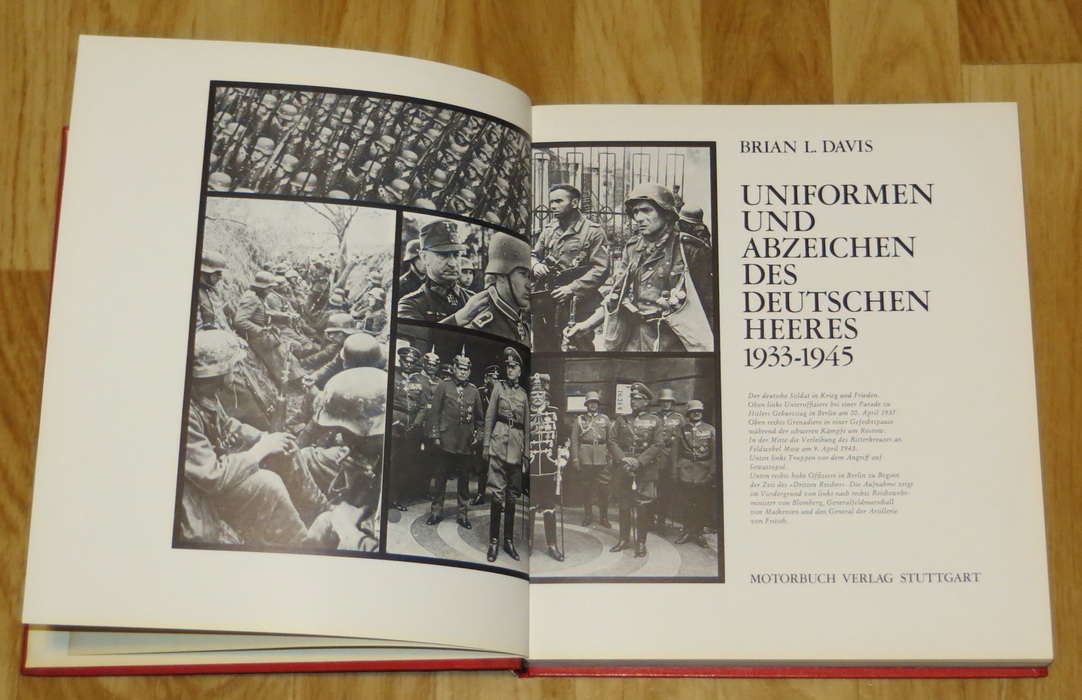 BRIAN L. DAVIS
UNIFORMEN
UND
ABZEICHEN
DES
DEUTSCHEN
HEERES
1933-1945
Der deutsche Soldat in Krieg und Frieden.
Oben links Unteroffiziere bei einer Parade zu
Hitlers Geburtstag in Berlin am 20. April 1937.
Oben rechts Grenadiere in einer Gefechtspause
während der schweren Kämpfe um Rostow.
In der Mitte die Verleihung des Ritterkreuzes an
Feldwebel Mose am 9. April 1943.
Unten links Truppen vor dem Angriff auf
Sewastopol.
Unten rechts hohe Offiziere in Berlin zu Beginn
der Zeit des »Dritten Reiches«. Die Aufnahme zeigt
im Vordergrund von links nach rechts Reichswehr-
minister von Blomberg, Generalfeldmarschall
von Mackensen und den General der Artillerie
von Fritsch.
MOTORBUCH VERLAG STUTTGART